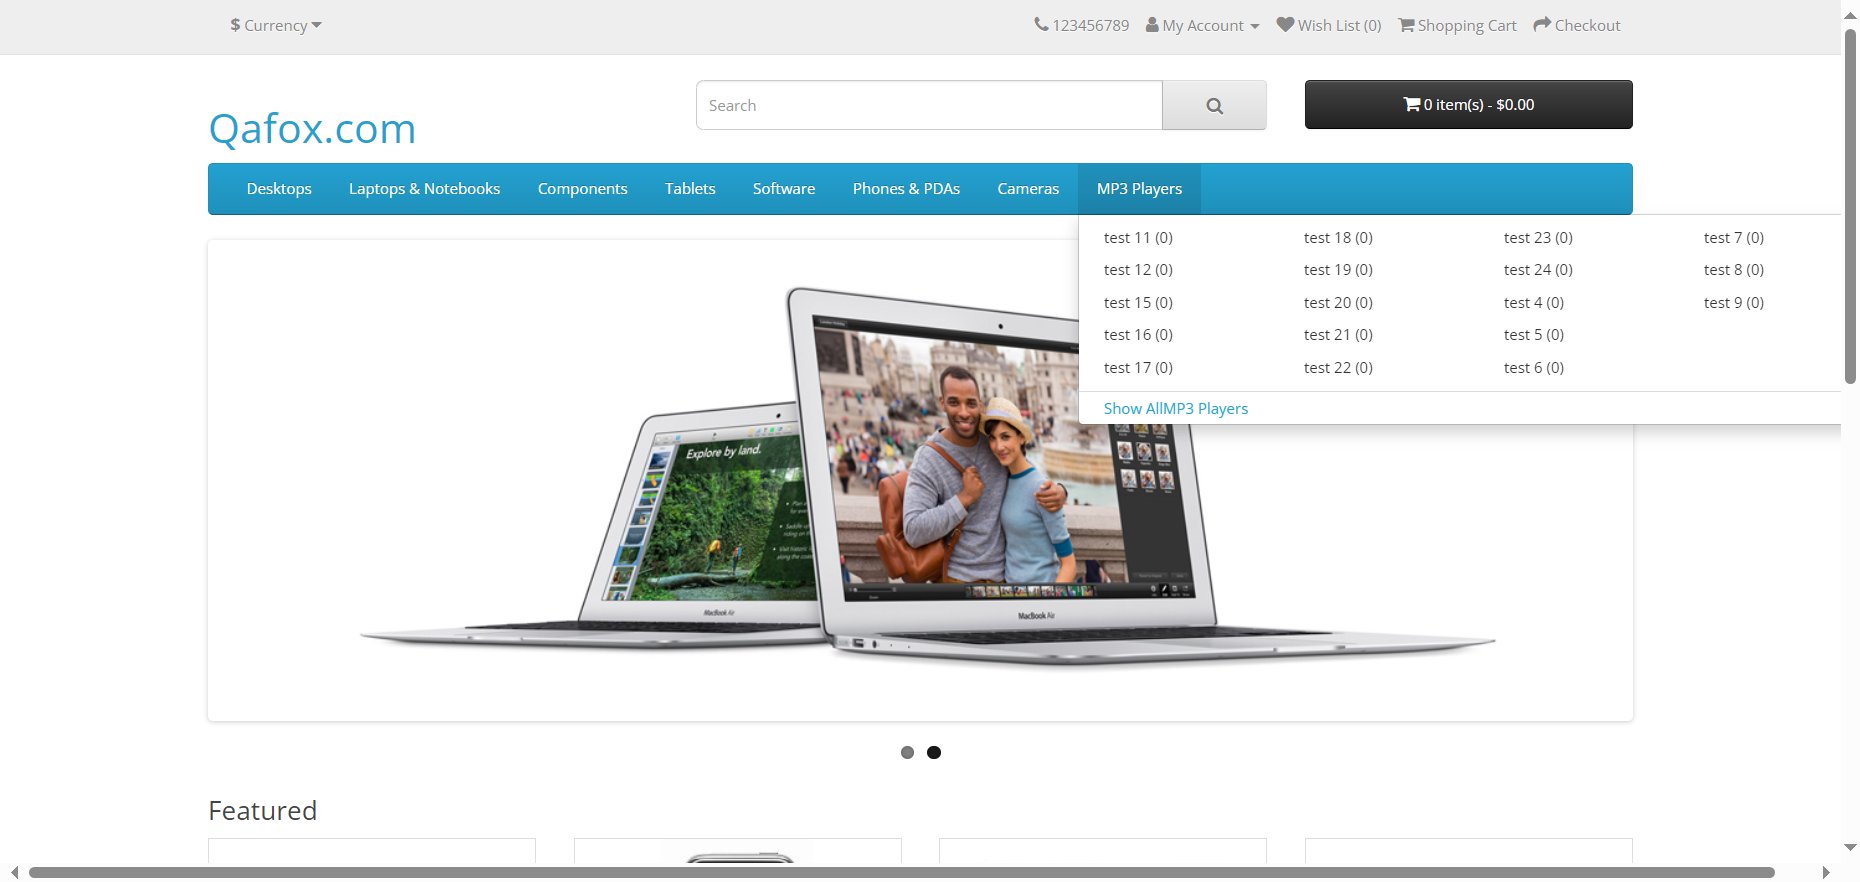 $ Currency
123456789 My Account Wish List (0) Shopping Cart Checkout
Qafox.com
Search
0 item(s) - $0.00
Desktops Laptops & Notebooks Components Tablets Software Phones & PDAs Cameras MP3 Players
test 11 (0) test 18 (0) test 23 (0) test 7 (0)
test 12 (0) test 19 (0) test 24 (0) test 8 (0)
test 15 (0) test 20 (0) test 4 (0) test 9 (0)
test 16 (0) test 21 (0) test 5 (0)
test 17 (0) test 22 (0) test 6 (0)
Show AllMP3 Players
Explore by land.
MacBook Air
MacBook Air
Featured